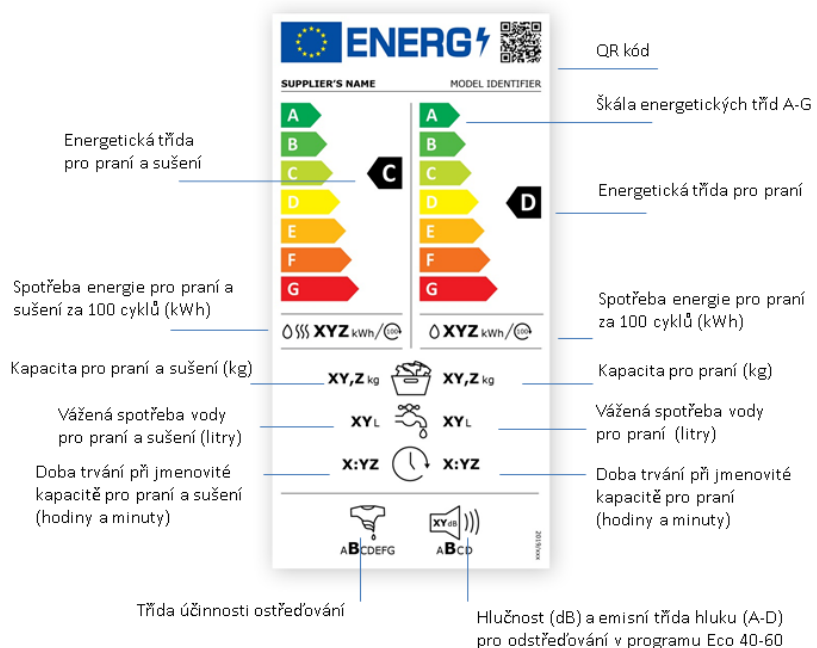 ENERG
QR kód
SUPPLIER'S NAME
MODEL IDENTIFIER
Škála energetických tříd A-G
A
B
C
D
E
F
G
A
B
C
D
E
F
G
Energetická třída
pro praní a sušení
C
D
Energetická třída pro praní
Spotřeba energie pro praní a
sušení za 100 cyklů (kWh)
XYZ kWh/100
XYZ kWh/100
Spotřeba energie pro praní
za 100 cyklů (kWh)
Kapacita pro praní a sušení (kg)
XY,Z kg
XY,Z kg
Kapacita pro praní (kg)
Vážená spotřeba vody
pro praní a sušení (litry)
XY L
XY L
Vážená spotřeba vody
pro praní (litry)
Doba trvání při jmenovité
kapacitě pro praní a sušení
(hodiny a minuty)
X:YZ
X:YZ
Doba trvání při jmenovité
kapacitě pro praní
(hodiny a minuty)
XY dB
ABCDEFG
ABCD
2019/xxx
Třída účinnosti ostřeďování
Hlučnost (dB) a emisní třída hluku (A-D)
pro odstřeďování v programu Eco 40-60